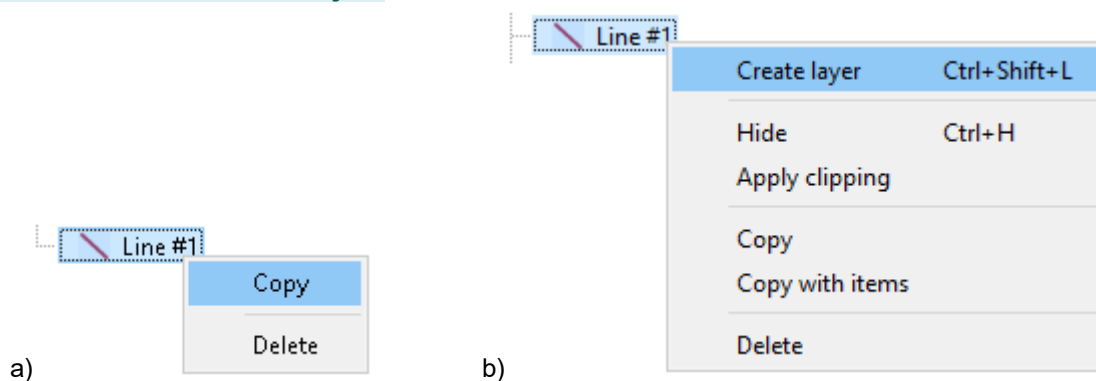 Line #1
Copy
Delete
a)
Line #1
Create layer Ctrl+Shift+L
Hide Ctrl+H
Apply clipping
Copy
Copy with items
Delete
b)